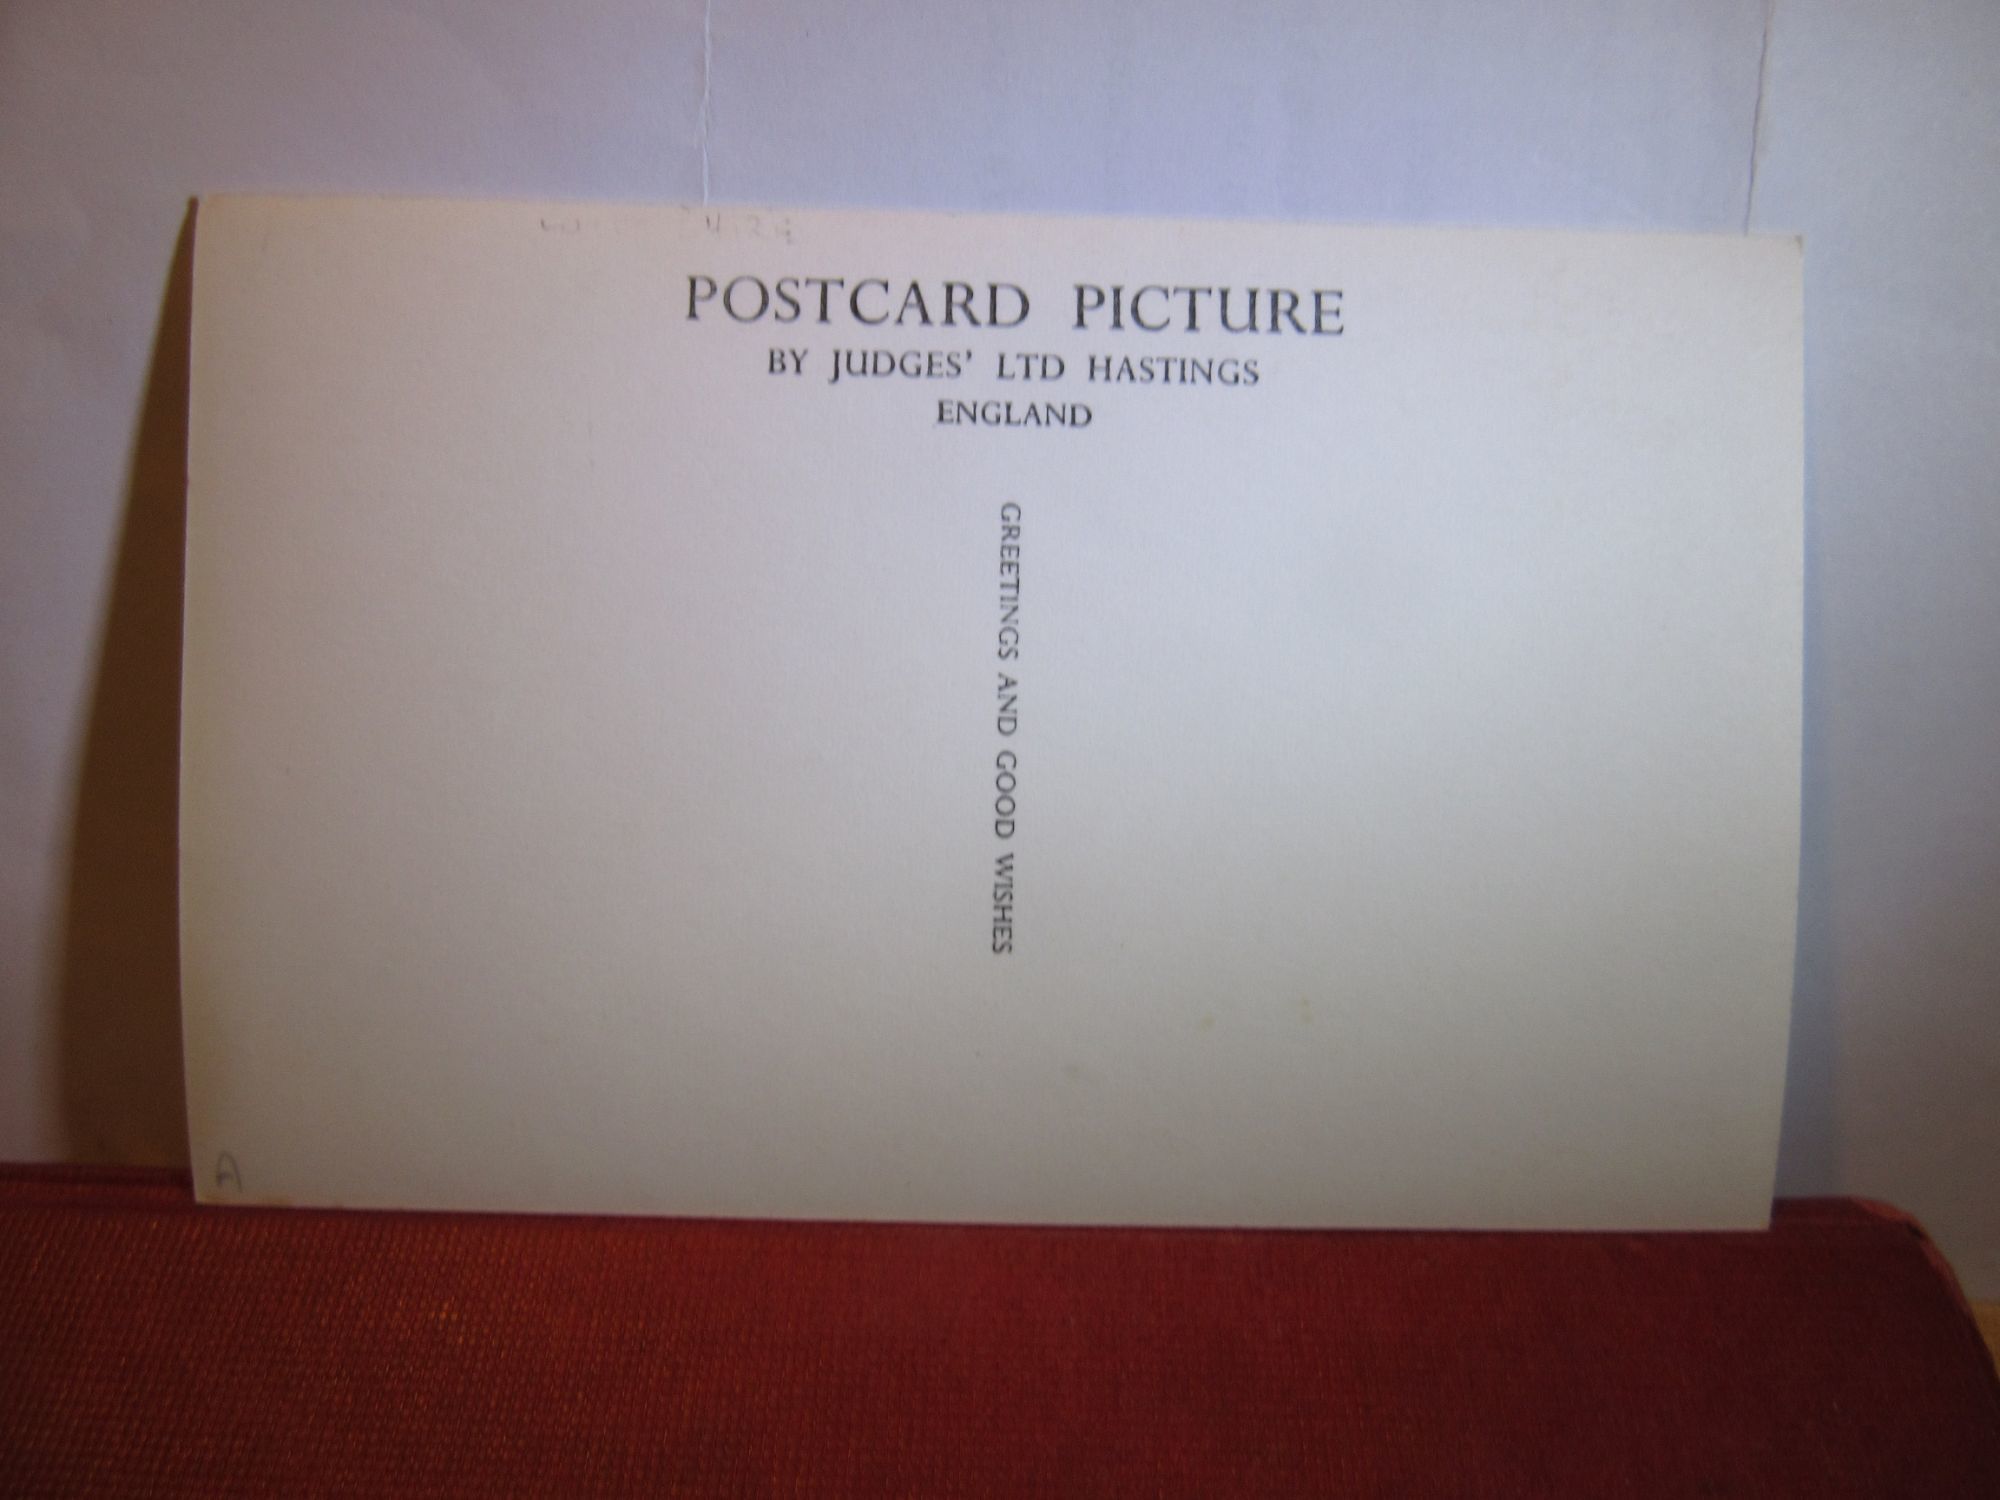 POSTCARD PICTURE
BY JUDGES' LTD HASTINGS
ENGLAND
GREETINGS AND GOOD WISHES